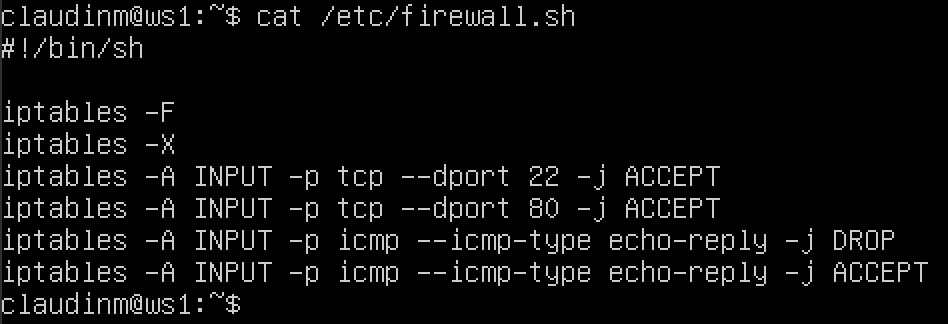 claudinm@ws1:~$ cat /etc/firewall.sh
#!/bin/sh
iptables -F
iptables -X
iptables -A INPUT -p tcp --dport 22 -j ACCEPT
iptables -A INPUT -p tcp --dport 80 -j ACCEPT
iptables -A INPUT -p icmp --icmp-type echo-reply -j DROP
iptables -A INPUT -p icmp --icmp-type echo-reply -j ACCEPT
claudinm@ws1:~$